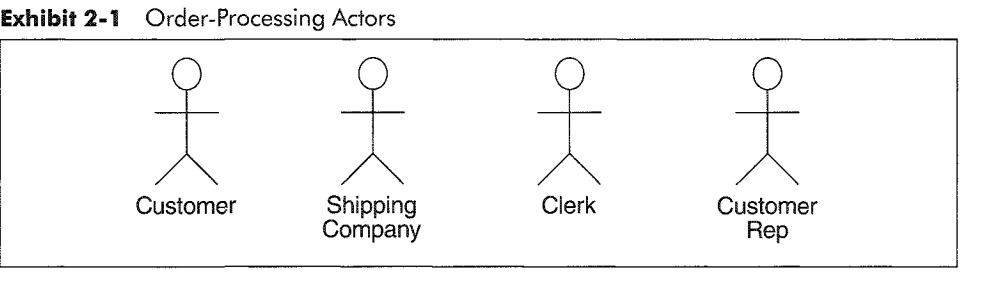 Exhibit 2-1 Order-Processing Actors
Customer
Shipping
Company
Clerk
Customer
Rep